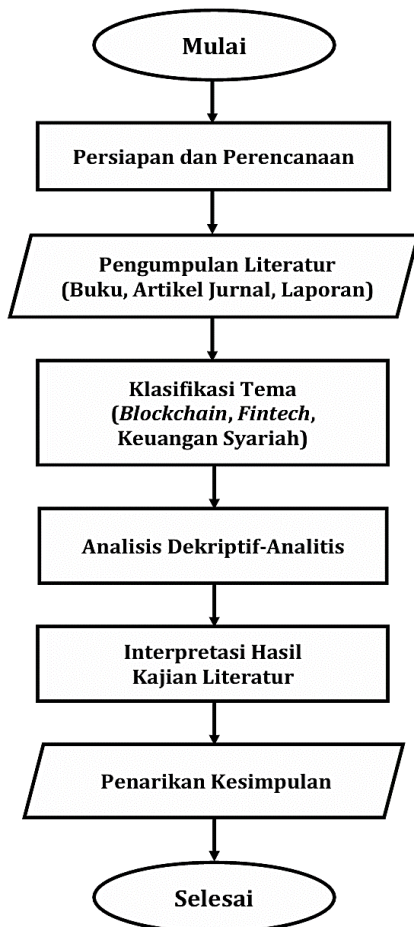 Mulai
Persiapan dan Perencanaan
Pengumpulan Literatur
(Buku, Artikel Jurnal, Laporan)
Klasifikasi Tema
(Blockchain, Fintech,
Keuangan Syariah)
Analisis Dekriptif-Analitis
Interpretasi Hasil
Kajian Literatur
Penarikan Kesimpulan
Selesai